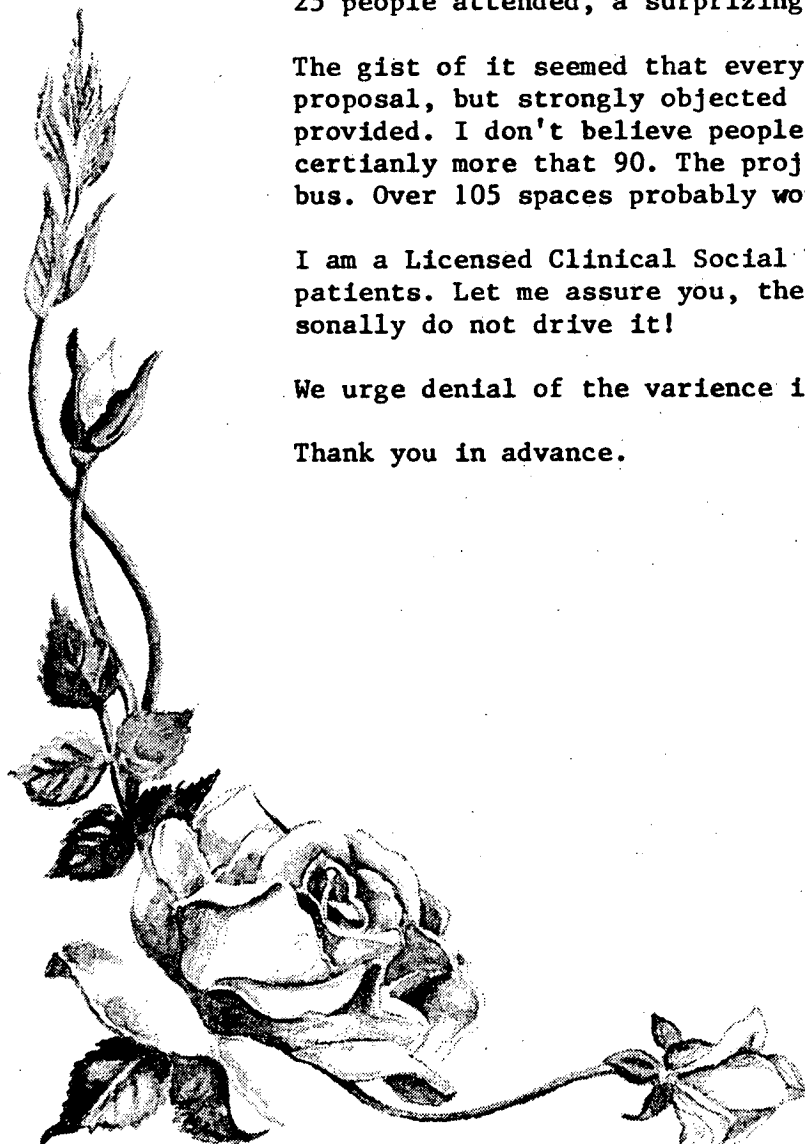 25 people attended, a surprizing
The gist of it seemed that every
proposal, but strongly objected
provided. I don't believe people
certianly more that 90. The proj
bus. Over 105 spaces probably wo
I am a Licensed Clinical Social
patients. Let me assure you, the
sonally do not drive it!
We urge denial of the varience i
Thank you in advance.